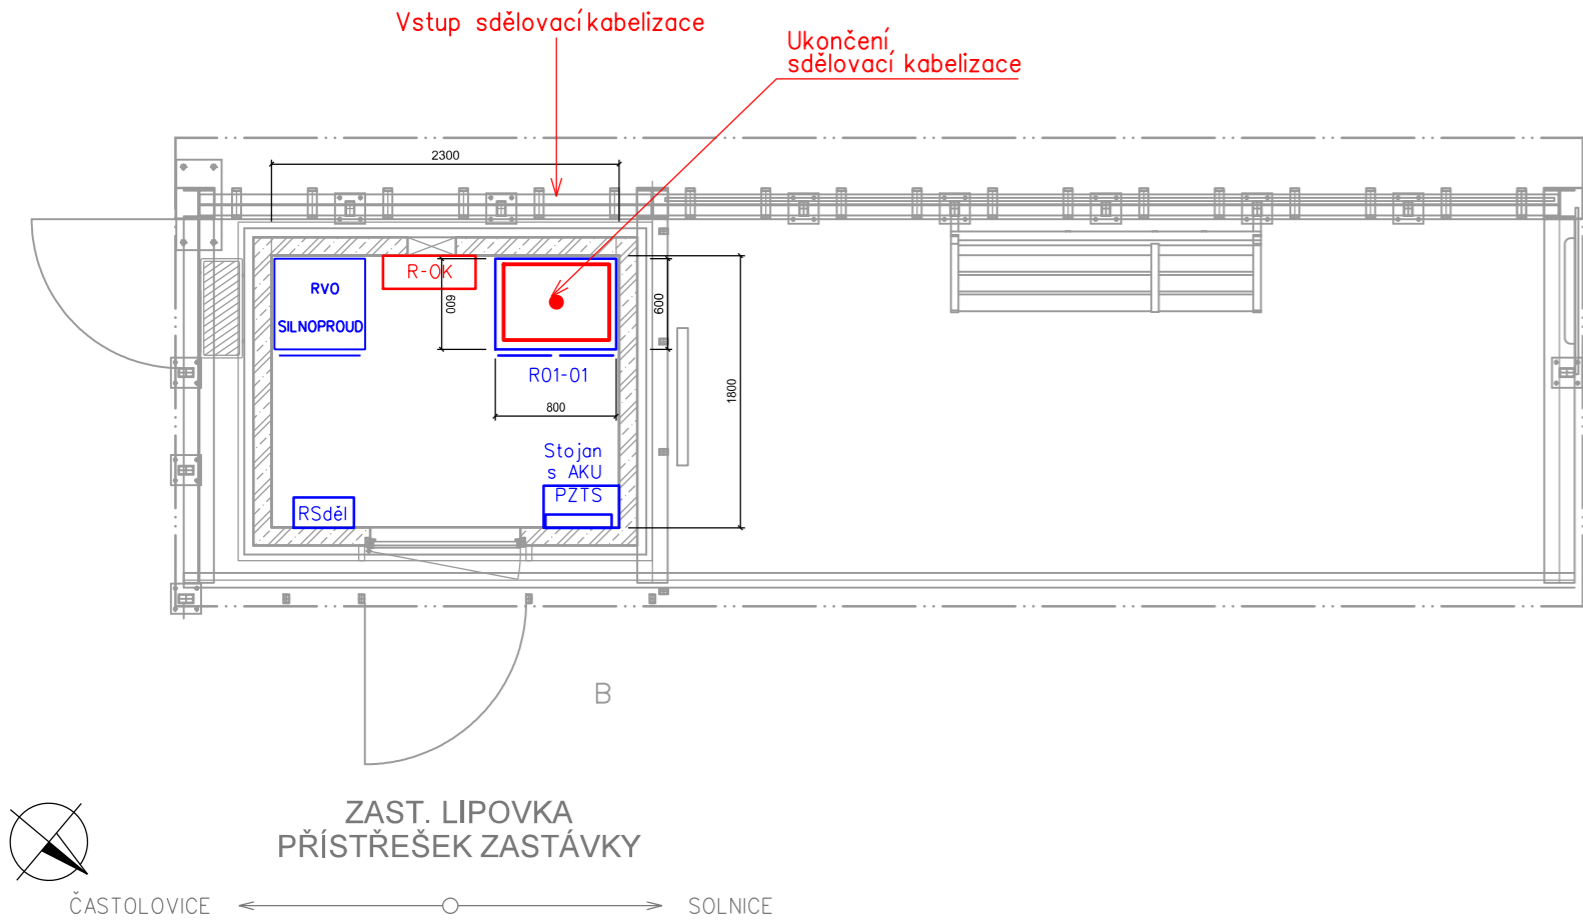 Vstup sdělovací kabelizace
Ukončení
sdělovací kabelizace
2300
R-OK
RVO
SILNOPROUD
600
600
R01-01
800
1800
Stojan
s AKU
PZTS
RSděl
B
ZAST. LIPOVKA
PŘÍSTŘEŠEK ZASTÁVKY
ČASTOLOVICE
SOLNICE